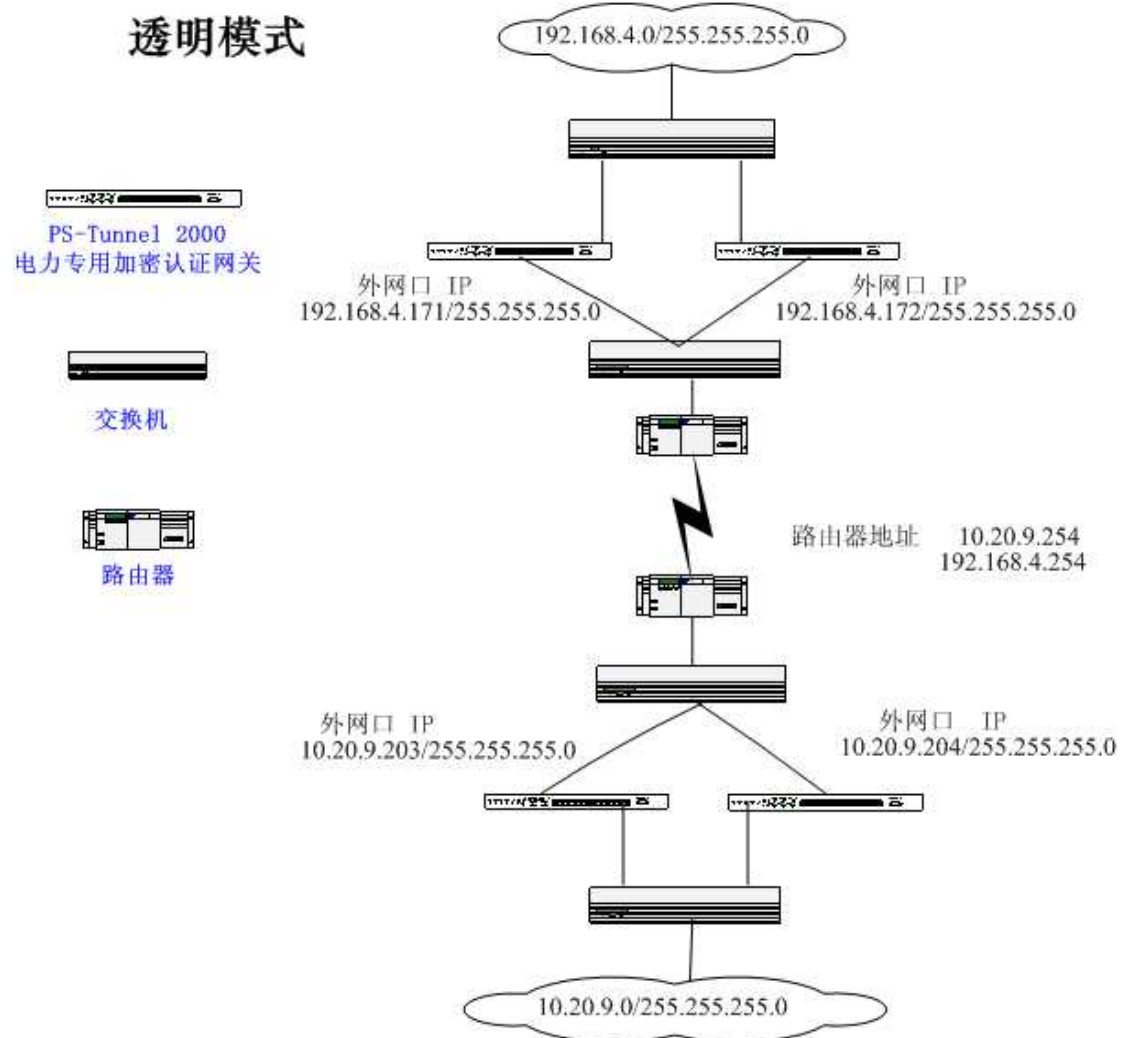 透明模式
192.168.4.0/255.255.255.0
PS-Tunnel 2000
电力专用加密认证网关
外网口 IP
192.168.4.171/255.255.255.0
外网口 IP
192.168.4.172/255.255.255.0
交换机
路由器
路由器地址 10.20.9.254
192.168.4.254
外网口 IP
10.20.9.203/255.255.255.0
外网口 IP
10.20.9.204/255.255.255.0
10.20.9.0/255.255.255.0